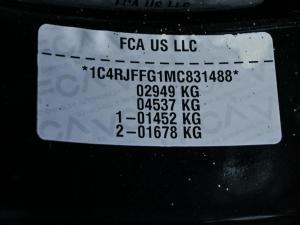 FCA US LLC
*1C4RJFFG1MC831488*
02949 KG
04537 KG
1-01452 KG
2-01678 KG